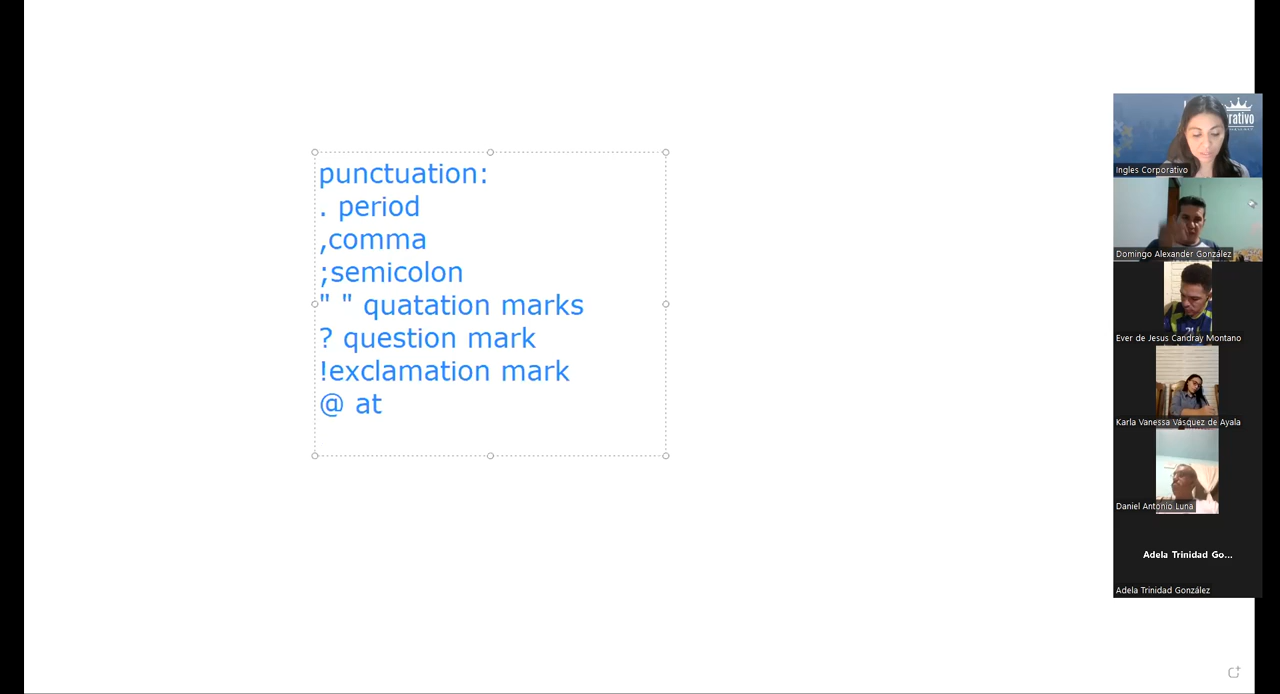 punctuation:
. period
,comma
;semicolon
" " quatation marks
? question mark
!exclamation mark
@ at
rativo
Ingles Corporativo
Domingo Alexander González
Ever de Jesus Candray Montano
Karla Vanessa Vásquez de Ayala
Daniel Antonio Luna
Adela Trinidad Go...
Adela Trinidad González